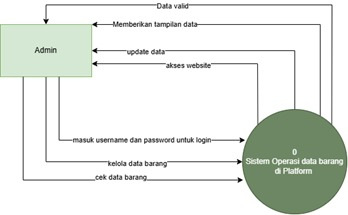 Data valid
Memberikan tampilan data
Admin
update data
akses website
masuk username dan password untuk login
0
Sistem Operasi data barang
di Platform
kelola data barang
cek data barang